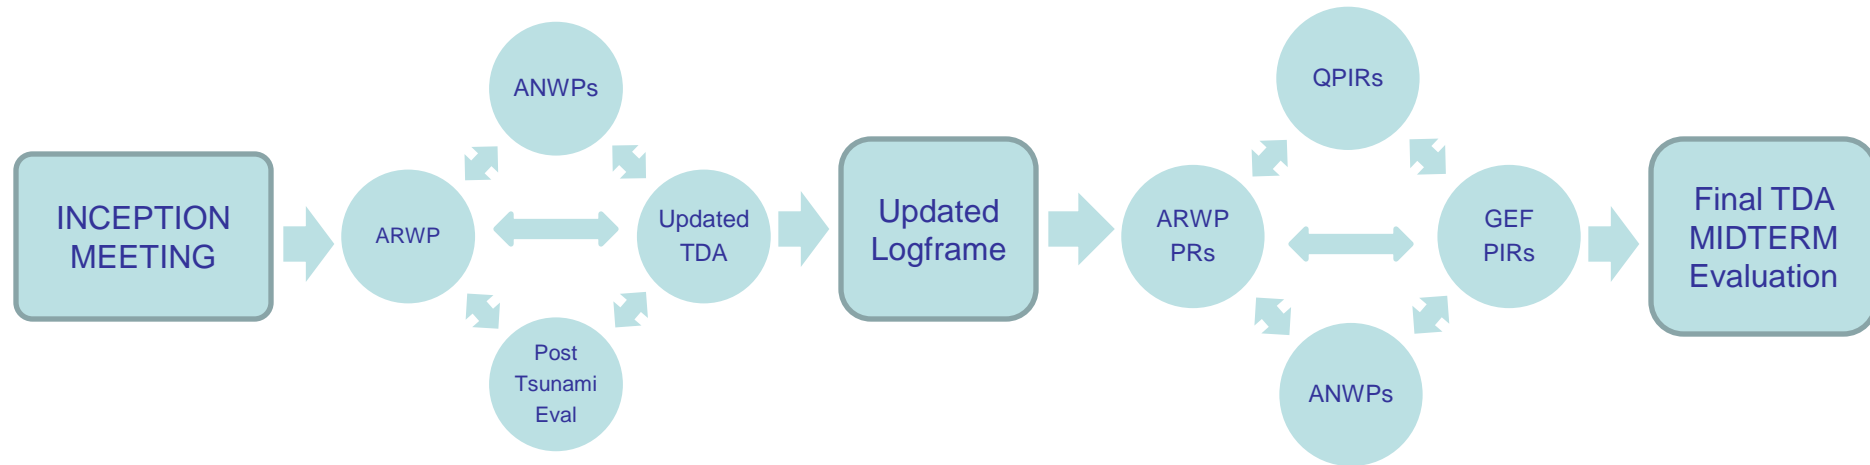 INCEPTION
MEETING
ARWP
ANWPs
Updated
TDA
Post
Tsunami
Eval
Updated
Logframe
ARWP
PRs
QPIRs
GEF
PIRs
ANWPs
Final TDA
MIDTERM
Evaluation